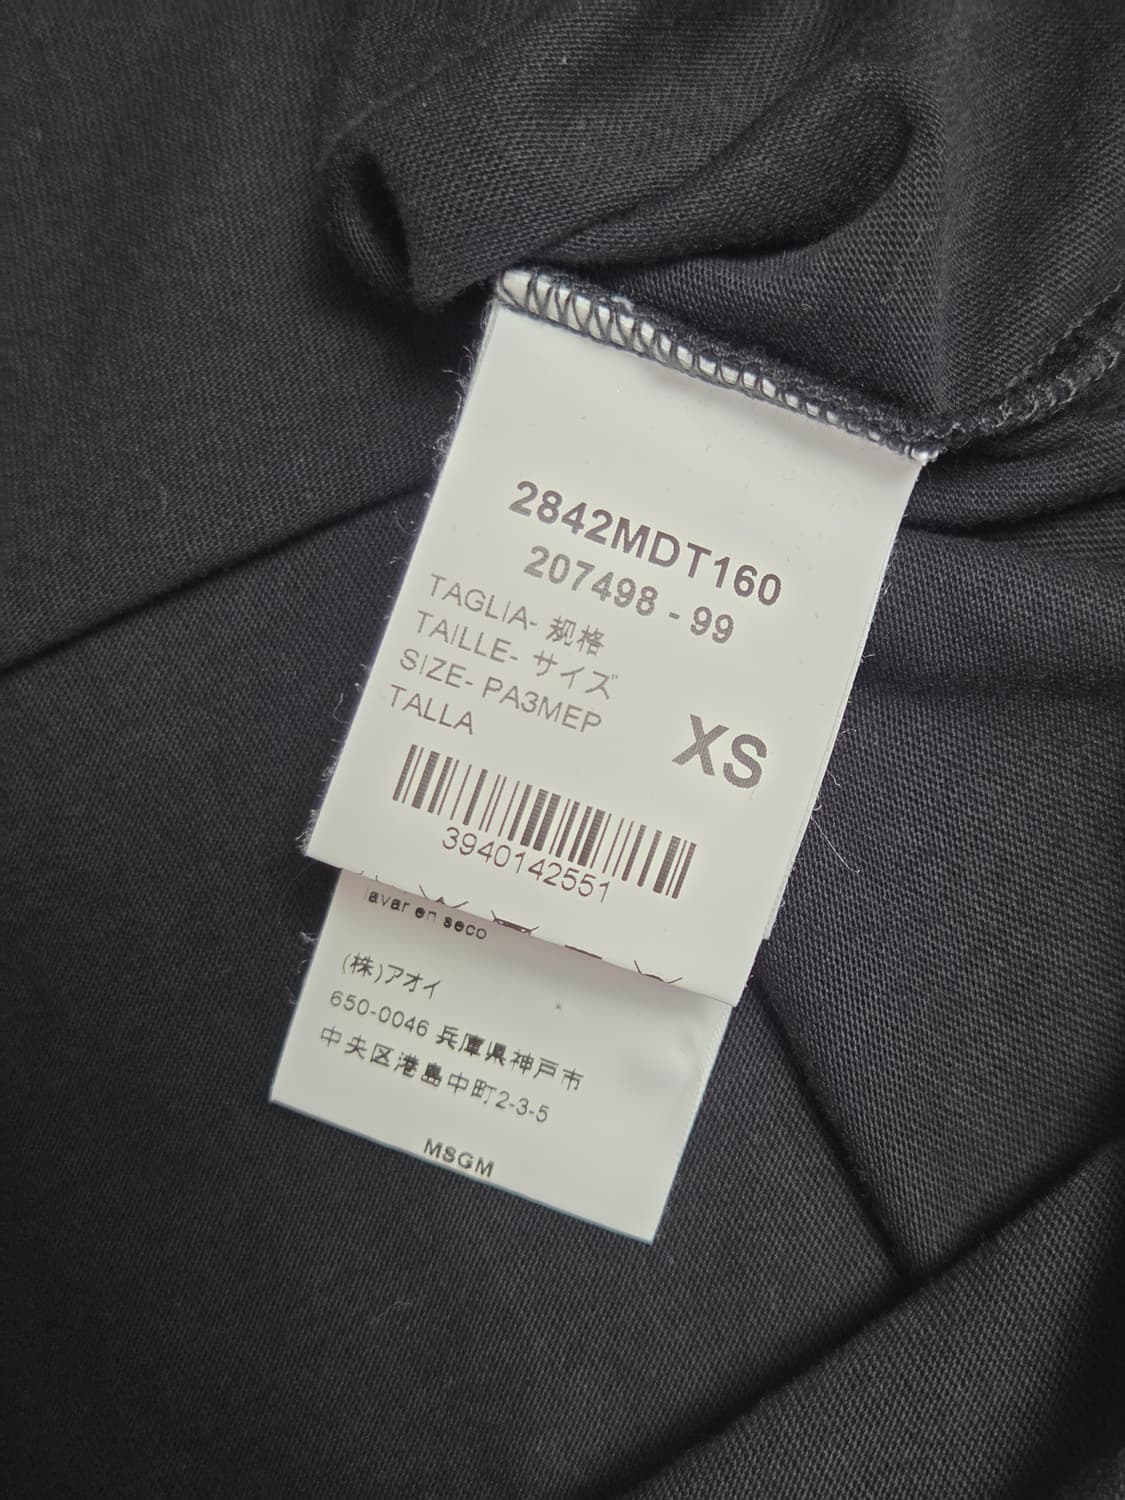 2842MDT160
207498 - 99
TAGLIA- 规格
TAILLE- サイズ
SIZE- РАЗМЕР
TALLA
XS
3940142551
lavar en seco
(株)アオイ
650-0046 兵庫県神戸市
中央区港島中町2-3-5
MSGM